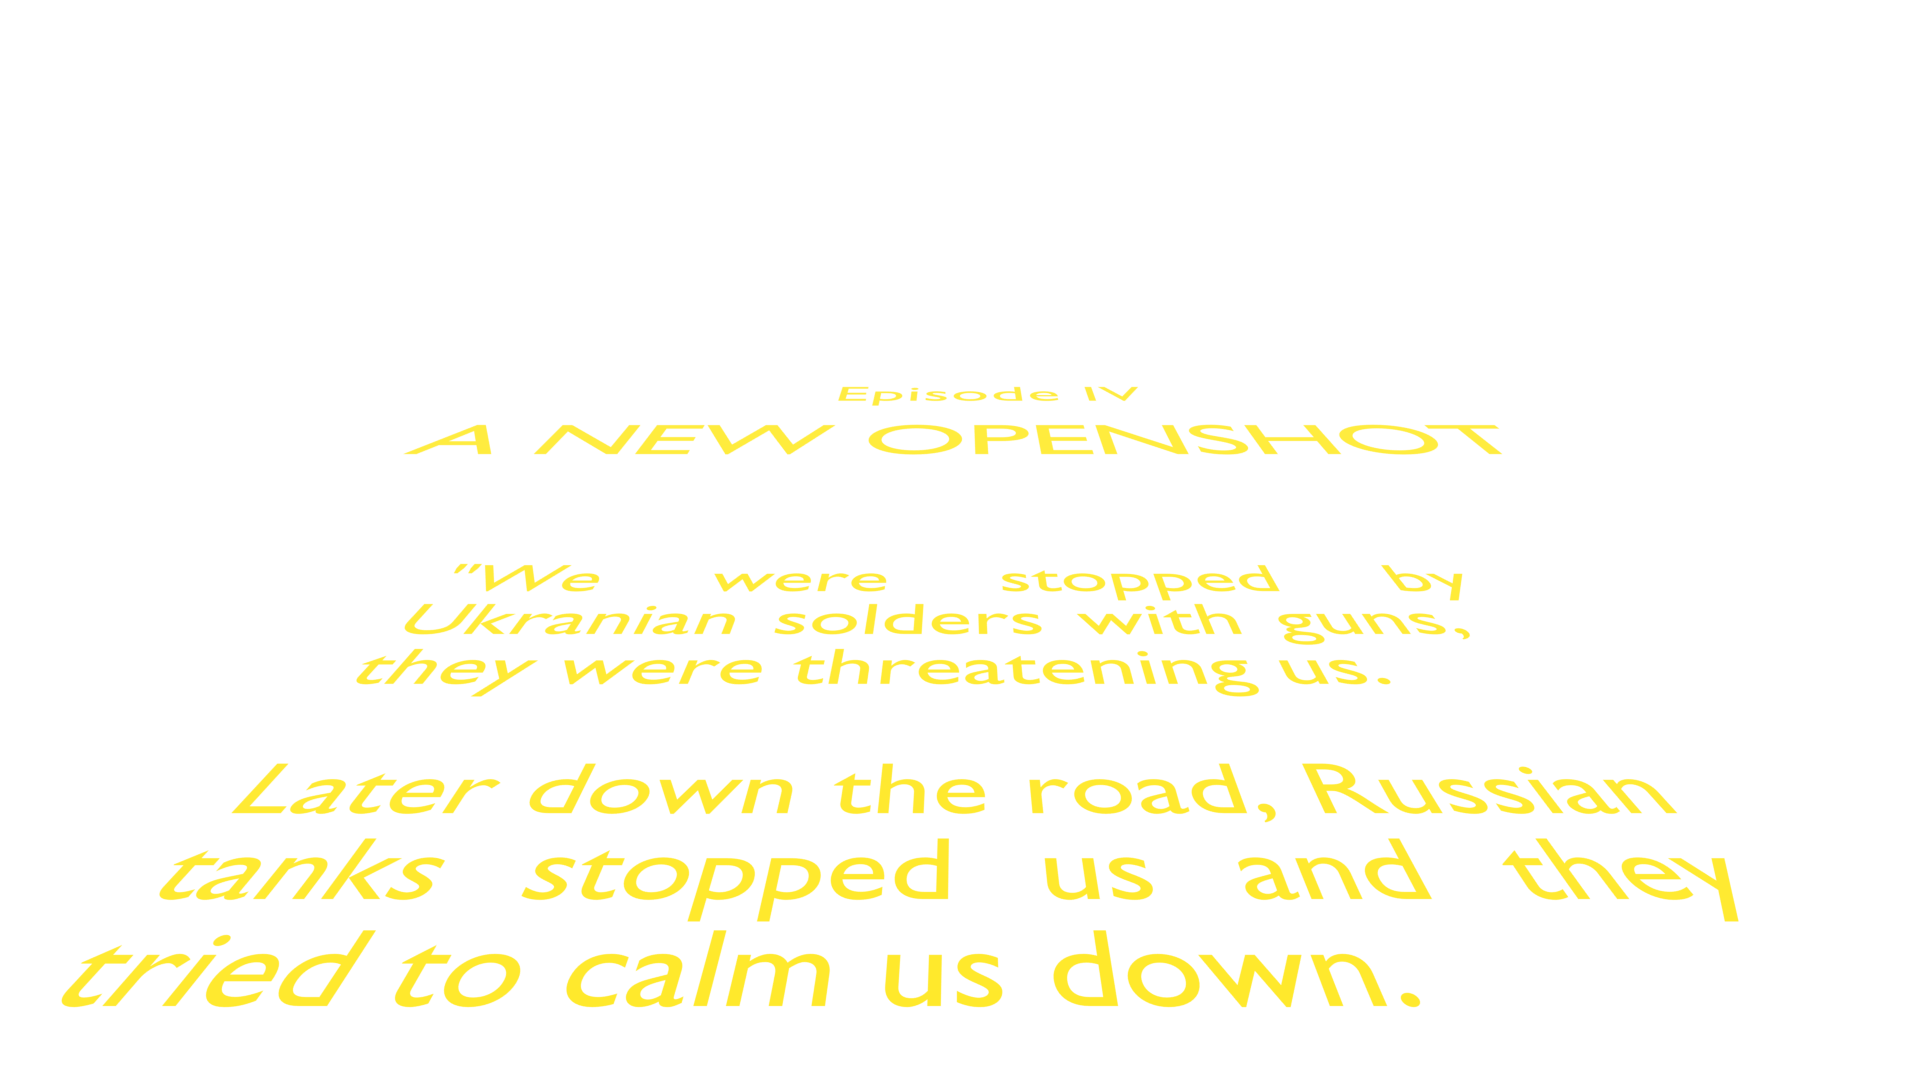 Episode IV
A NEW OPENSHOT
"We were stopped by
Ukranian solders with guns,
they were threatening us.
Later down the road, Russian
tanks stopped us and they
tried to calm us down.